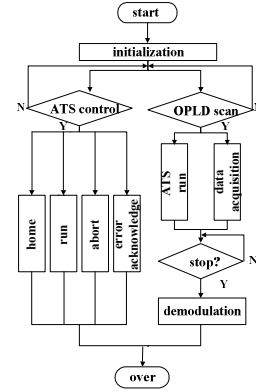 start
initialization
N
ATS control
Y
OPLD scan
N
Y
home
run
abort
error
acknowledge
ATS
run
data
acquisition
stop?
N
Y
demodulation
over